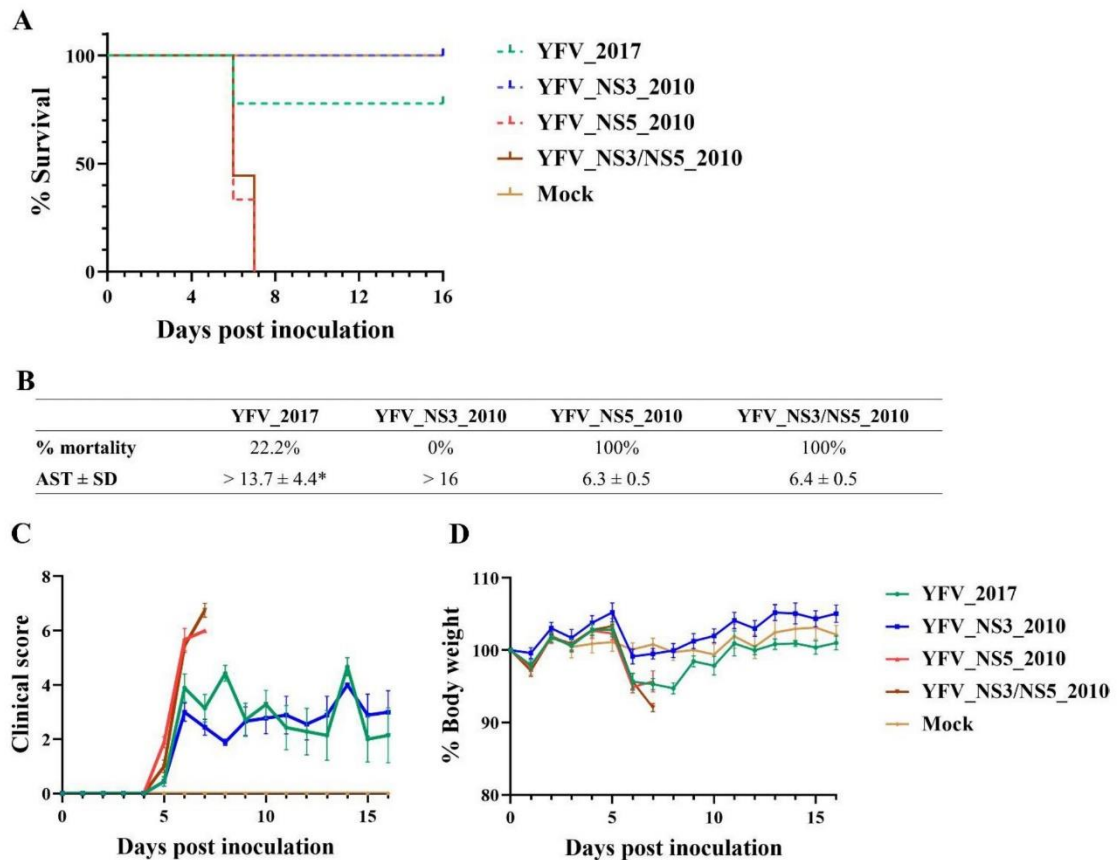 A
% Survival
100
50
0
0 4 8 12 16
Days post inoculation
YFV_2017
YFV_NS3_2010
YFV_NS5_2010
YFV_NS3/NS5_2010
Mock
B
YFV_2017 YFV_NS3_2010 YFV_NS5_2010 YFV_NS3/NS5_2010
% mortality 22.2% 0% 100% 100%
AST ± SD > 13.7 ± 4.4* > 16 6.3 ± 0.5 6.4 ± 0.5
C
Clinical score
8
6
4
2
0
0 5 10 15
Days post inoculation
D
% Body weight
110
100
90
80
0 5 10 15
Days post inoculation
YFV_2017
YFV_NS3_2010
YFV_NS5_2010
YFV_NS3/NS5_2010
Mock